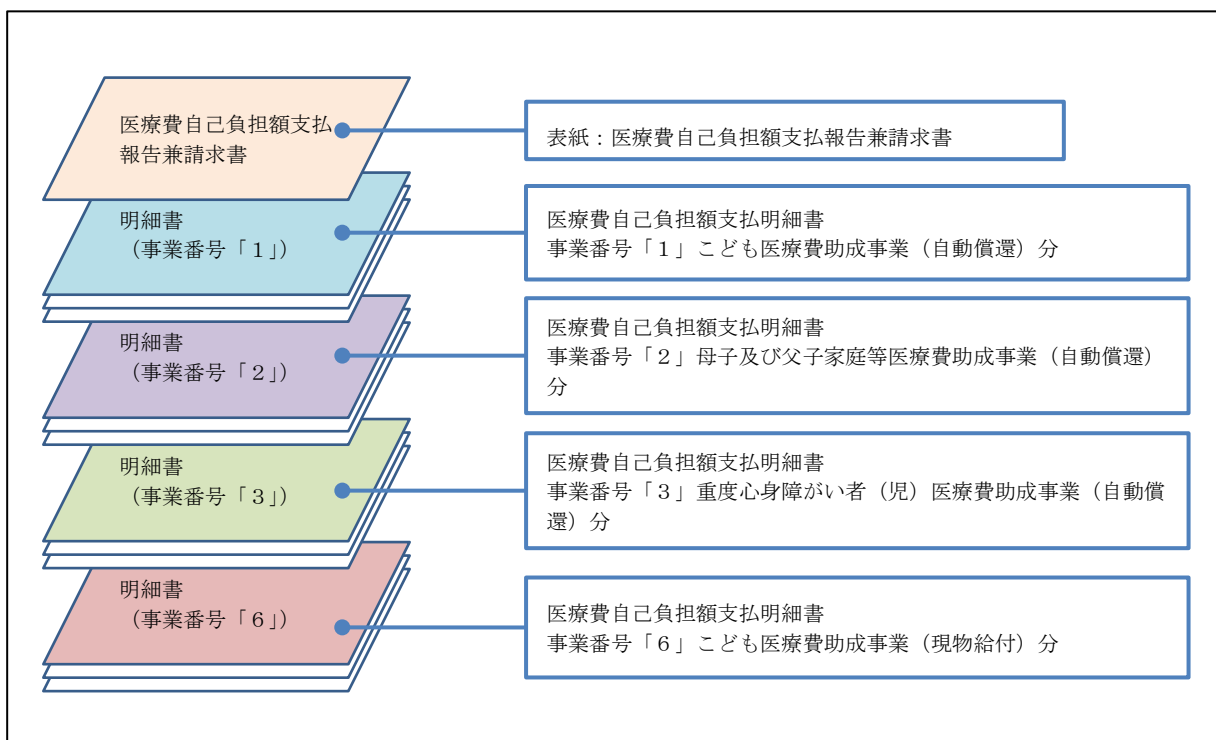 医療費自己負担額支払
報告兼請求書
表紙：医療費自己負担額支払報告兼請求書
明細書
（事業番号「１」）
医療費自己負担額支払明細書
事業番号「１」こども医療費助成事業（自動償還）分
明細書
（事業番号「２」）
医療費自己負担額支払明細書
事業番号「２」母子及び父子家庭等医療費助成事業（自動償還）
分
明細書
（事業番号「３」）
医療費自己負担額支払明細書
事業番号「３」重度心身障がい者（児）医療費助成事業（自動償
還）分
明細書
（事業番号「６」）
医療費自己負担額支払明細書
事業番号「６」こども医療費助成事業（現物給付）分